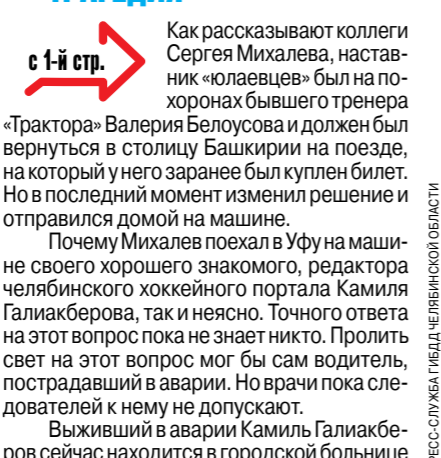 с 1-й стр.
Как рассказывают коллеги
Сергея Михалева, настав-
ник «юлаевцев» был на по-
хоронах бывшего тренера
«Трактора» Валерия Белоусова и должен был
вернуться в столицу Башкирии на поезде,
на который у него заранее был куплен билет.
Но в последний момент изменил решение и
отправился домой на машине.
Почему Михалев поехал в Уфу на маши-
не своего хорошего знакомого, редактора
челябинского хоккейного портала Камиля
Галиакберова, так и неясно. Точного ответа
на этот вопрос пока не знает никто. Пролить
свет на этот вопрос мог бы сам водитель,
пострадавший в аварии. Но врачи пока сле-
дователей к нему не допускают.
Выживший в аварии Камиль Галиакбе-
ров сейчас находится в городской больнице
ГИБДД ЧЕЛЯБИНСКОЙ ОБЛАСТИ